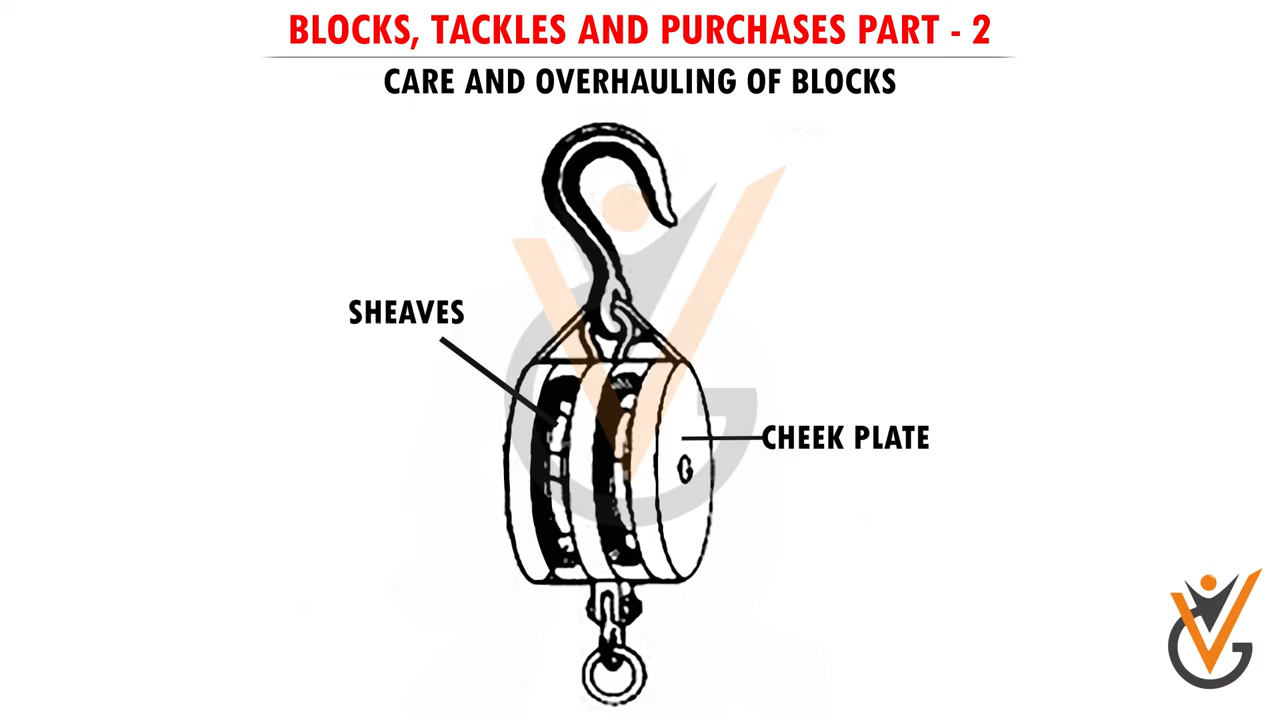 BLOCKS, TACKLES AND PURCHASES PART - 2
CARE AND OVERHAULING OF BLOCKS
SHEAVES
CHEEK PLATE